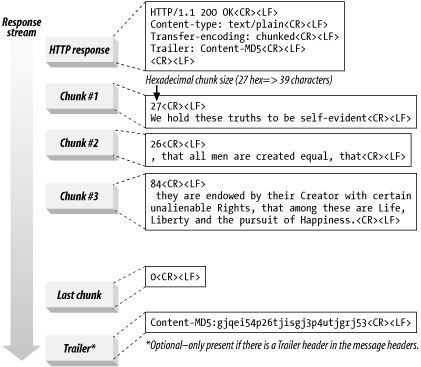 Response
stream
HTTP response
HTTP/1.1 200 OK<CR><LF>
Content-type: text/plain<CR><LF>
Transfer-encoding: chunked<CR><LF>
Trailer: Content-MD5<CR><LF>
<CR><LF>
Hexadecimal chunk size (27 hex=> 39 characters)
Chunk #1
27<CR><LF>
We hold these truths to be self-evident<CR><LF>
Chunk #2
26<CR><LF>
, that all men are created equal, that<CR><LF>
Chunk #3
84<CR><LF>
they are endowed by their Creator with certain
unalienable Rights, that among these are Life,
Liberty and the pursuit of Happiness.<CR><LF>
Last chunk
0<CR><LF>
Trailer*
Content-MD5:gjqei54p26tjisgj3p4utjgrj53<CR><LF>
*Optional—only present if there is a Trailer header in the message headers.